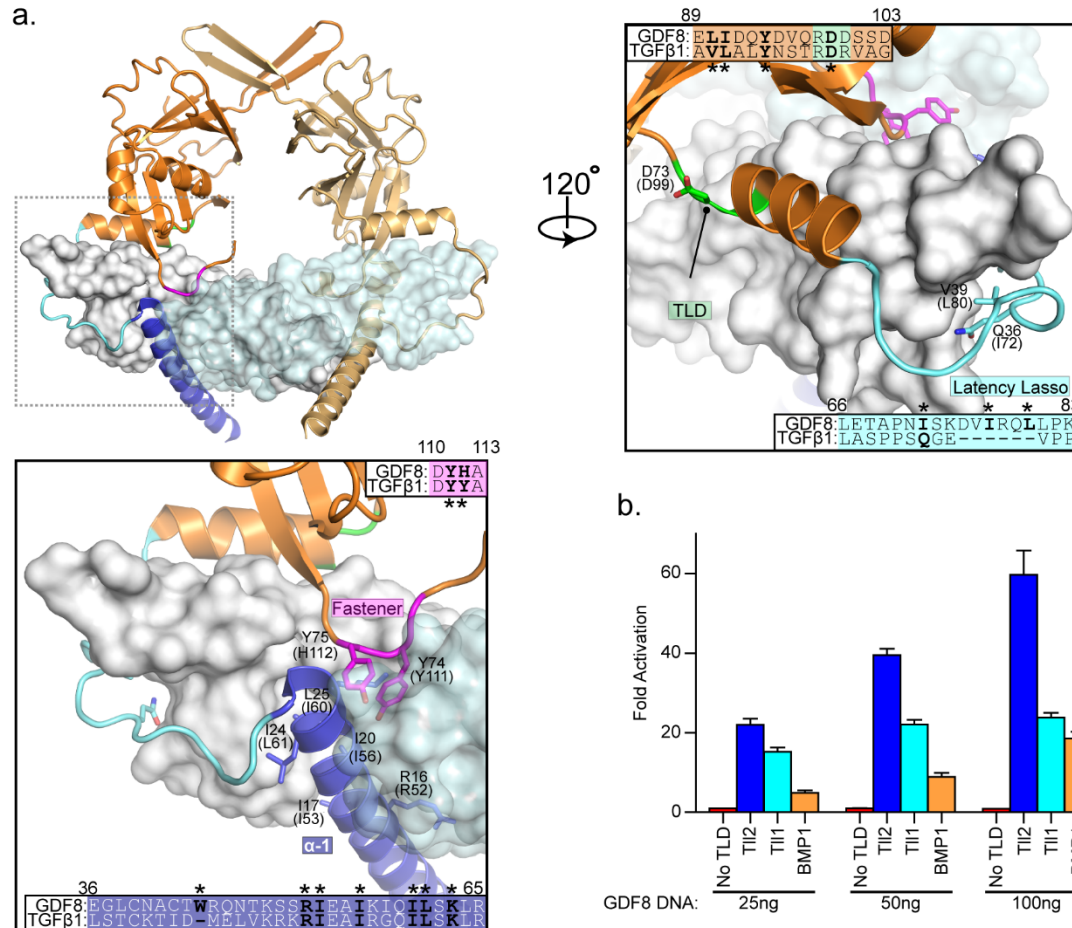 a.
120°
89 103
GDF8: ELIDQYDVQRDDSSD
TGFβ1: AVLALYNSTRDRVAG
** * *
D73
(D99)
TLD
V39
(L80)
Q36
(I72)
Latency Lasso
66
* * *
GDF8: LETAPNISKDVIRQLLPK
TGFβ1: LASPPSQGE------VPP
110 113
GDF8: DYHA
TGFβ1: DYYA
**
Fastener
Y75
(H112)
Y74
(Y111)
L25
(I60)
I24
(L61)
I20
(I56)
R16
(R52)
I17
(I53)
α-1
36 65
* ** * ** *
GDF8: EGLCNACTWRQNTKSSRIEAIKIQILSKLR
TGFβ1: LSTCKTID-MELVKRKRIEAIRGQILSKLR
b.
Fold Activation
60
40
20
0
No TLD
Tll2
Tll1
BMP1
No TLD
Tll2
Tll1
BMP1
No TLD
Tll2
Tll1
GDF8 DNA: 25ng 50ng 100ng